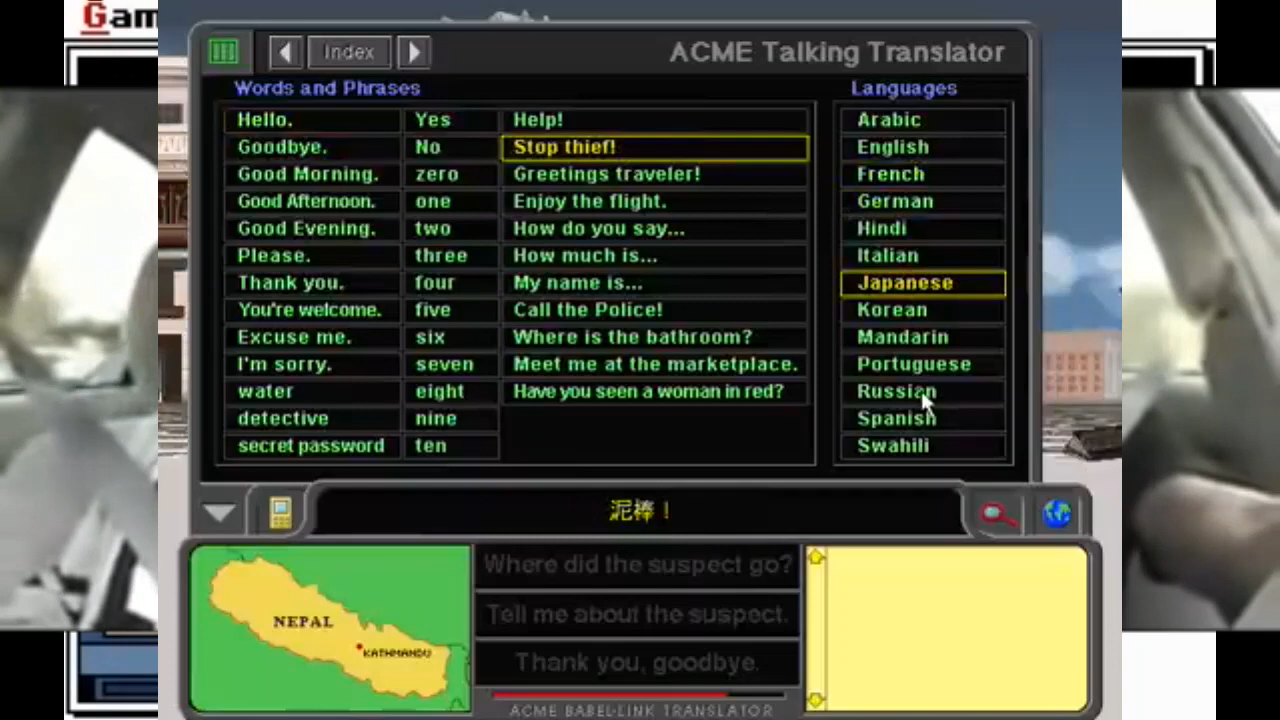 Gam
Index
ACME Talking Translator
Words and Phrases
Languages
Hello.
Yes
Help!
Arabic
Goodbye.
No
Stop thief!
English
Good Morning.
zero
Greetings traveler!
French
Good Afternoon.
one
Enjoy the flight.
German
Good Evening.
two
How do you say...
Hindi
Please.
three
How much is...
Italian
Thank you.
four
My name is...
Japanese
You're welcome.
five
Call the Police!
Korean
Excuse me.
six
Where is the bathroom?
Mandarin
I'm sorry.
seven
Meet me at the marketplace.
Portuguese
water
eight
Have you seen a woman in red?
Russian
detective
nine
Spanish
secret password
ten
Swahili
泥棒！
Where did the suspect go?
Tell me about the suspect.
Thank you, goodbye.
NEPAL
KATHMANDU
ACME BABEL-LINK TRANSLATOR